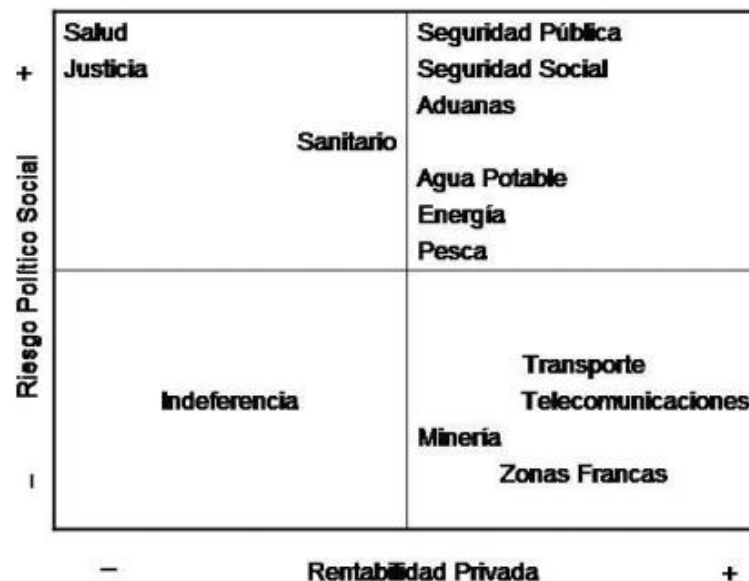 Salud
Justicia
Sanitario
Seguridad Pública
Seguridad Social
Aduanas
Agua Potable
Energía
Pesca
Indeferencia
Transporte
Telecomunicaciones
Minería
Zonas Francas
+
Riesgo Político Social
–
–
Rentabilidad Privada
+